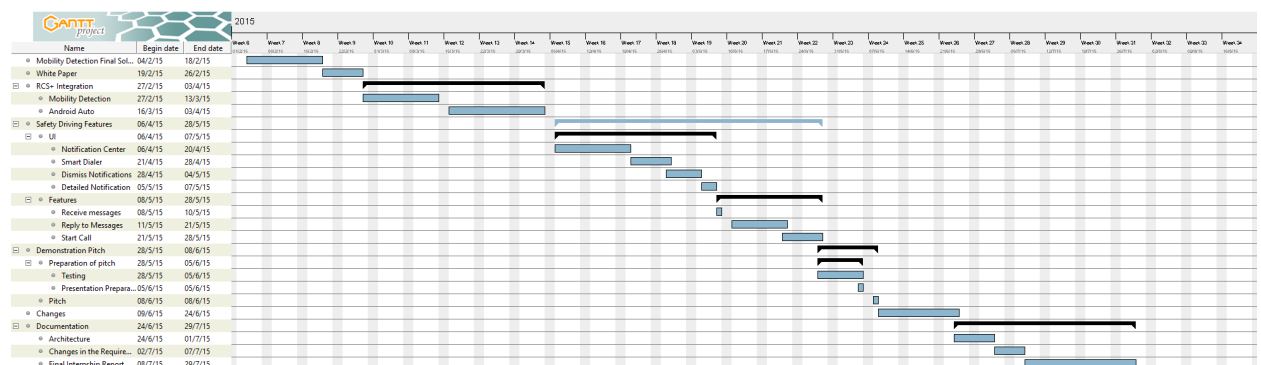 GANTT
project
2015
Name Begin date End date
Week 6 Week 7 Week 8 Week 9 Week 10 Week 11 Week 12 Week 13 Week 14 Week 15 Week 16 Week 17 Week 18 Week 19 Week 20 Week 21 Week 22 Week 23 Week 24 Week 25 Week 26 Week 27 Week 28 Week 29 Week 30 Week 31 Week 32 Week 33 Week 34
Mobility Detection Final Sol... 04/2/15 18/2/15
White Paper 19/2/15 26/2/15
RCS+ Integration 27/2/15 03/4/15
Mobility Detection 27/2/15 13/3/15
Android Auto 16/3/15 03/4/15
Safety Driving Features 06/4/15 28/5/15
UI 06/4/15 07/5/15
Notification Center 06/4/15 20/4/15
Smart Dialer 21/4/15 28/4/15
Dismiss Notifications 28/4/15 04/5/15
Detailed Notification 05/5/15 07/5/15
Features 08/5/15 28/5/15
Receive messages 08/5/15 10/5/15
Reply to Messages 11/5/15 21/5/15
Start Call 21/5/15 28/5/15
Demonstration Pitch 28/5/15 08/6/15
Preparation of pitch 28/5/15 05/6/15
Testing 28/5/15 05/6/15
Presentation Prepara... 05/6/15 05/6/15
Pitch 08/6/15 08/6/15
Changes 09/6/15 24/6/15
Documentation 24/6/15 29/7/15
Architecture 24/6/15 01/7/15
Changes in the Require... 02/7/15 07/7/15
Final Internship Report 08/7/15 29/7/15